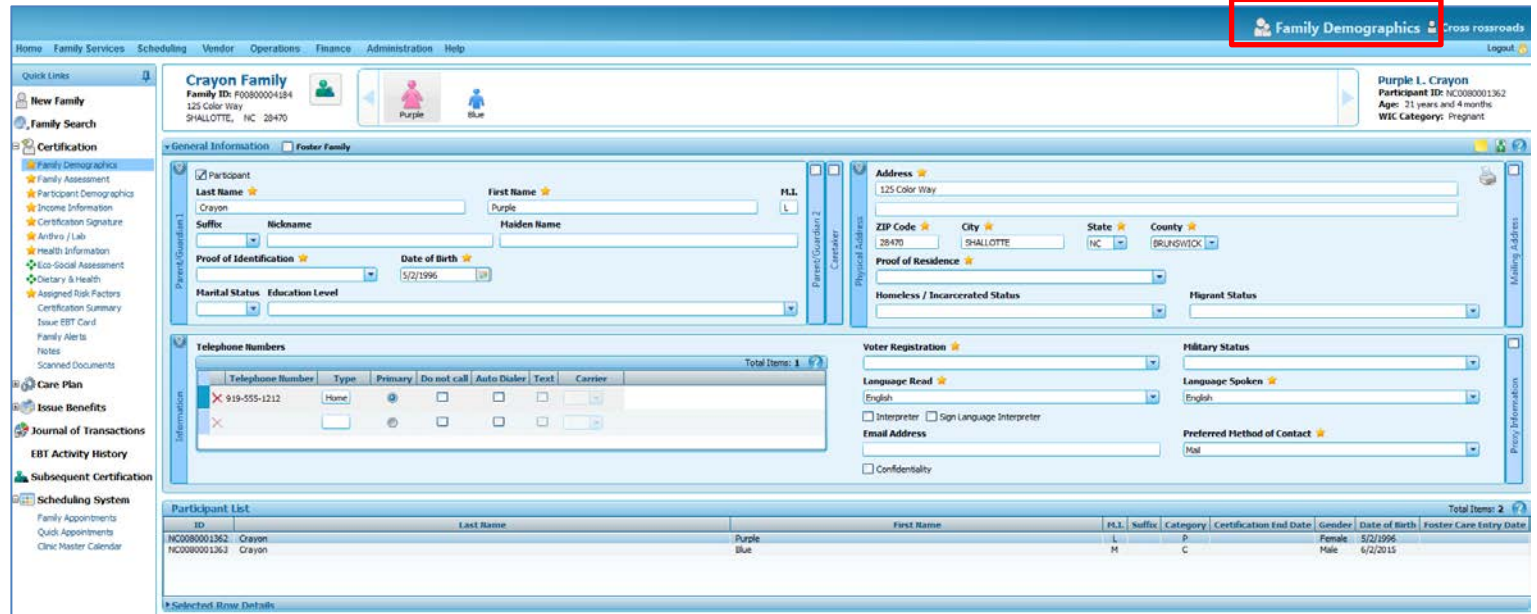 Family Demographics
Cross rossroads
Home Family Services Scheduling Vendor Operations Finance Administration Help
Logout
Quick Links
New Family
Family Search
Certification
Family Demographics
Family Assessment
Participant Demographics
Income Information
Certification Signature
Anthro / Lab
Health Information
Eco-Social Assessment
Dietary & Health
Assigned Risk Factors
Certification Summary
Issue EBT Card
Family Alerts
Notes
Scanned Documents
Care Plan
Issue Benefits
Journal of Transactions
EBT Activity History
Subsequent Certification
Scheduling System
Family Appointments
Quick Appointments
Clinic Master Calendar
Crayon Family
Family ID: F00800004184
125 Color Way
SHALLOTTE, NC 28470
Purple
Blue
Purple L. Crayon
Participant ID: NC0080001362
Age: 21 years and 4 months
WIC Category: Pregnant
General Information Foster Family
Parent/Guardian 1
Participant
Last Name First Name M.I.
Crayon Purple L
Suffix Nickname Maiden Name
Proof of Identification Date of Birth
5/2/1996
Marital Status Education Level
Parent/Guardian 2
Caretaker
Physical Address
Address
125 Color Way
ZIP Code City State County
28470 SHALLOTTE NC BRUNSWICK
Proof of Residence
Homeless / Incarcerated Status Migrant Status
Mailing Address
Information
Telephone Numbers
Total Items: 1
Telephone Number Type Primary Do not call Auto Dialer Text Carrier
919-555-1212 Home
Voter Registration Military Status
Language Read Language Spoken
English English
Interpreter Sign Language Interpreter
Email Address Preferred Method of Contact
Mail
Confidentiality
Proxy Information
Participant List Total Items: 2
ID Last Name First Name M.I. Suffix Category Certification End Date Gender Date of Birth Foster Care Entry Date
NC0080001362 Crayon Purple L P Female 5/2/1996
NC0080001363 Crayon Blue M C Male 6/2/2015
Selected Row Details